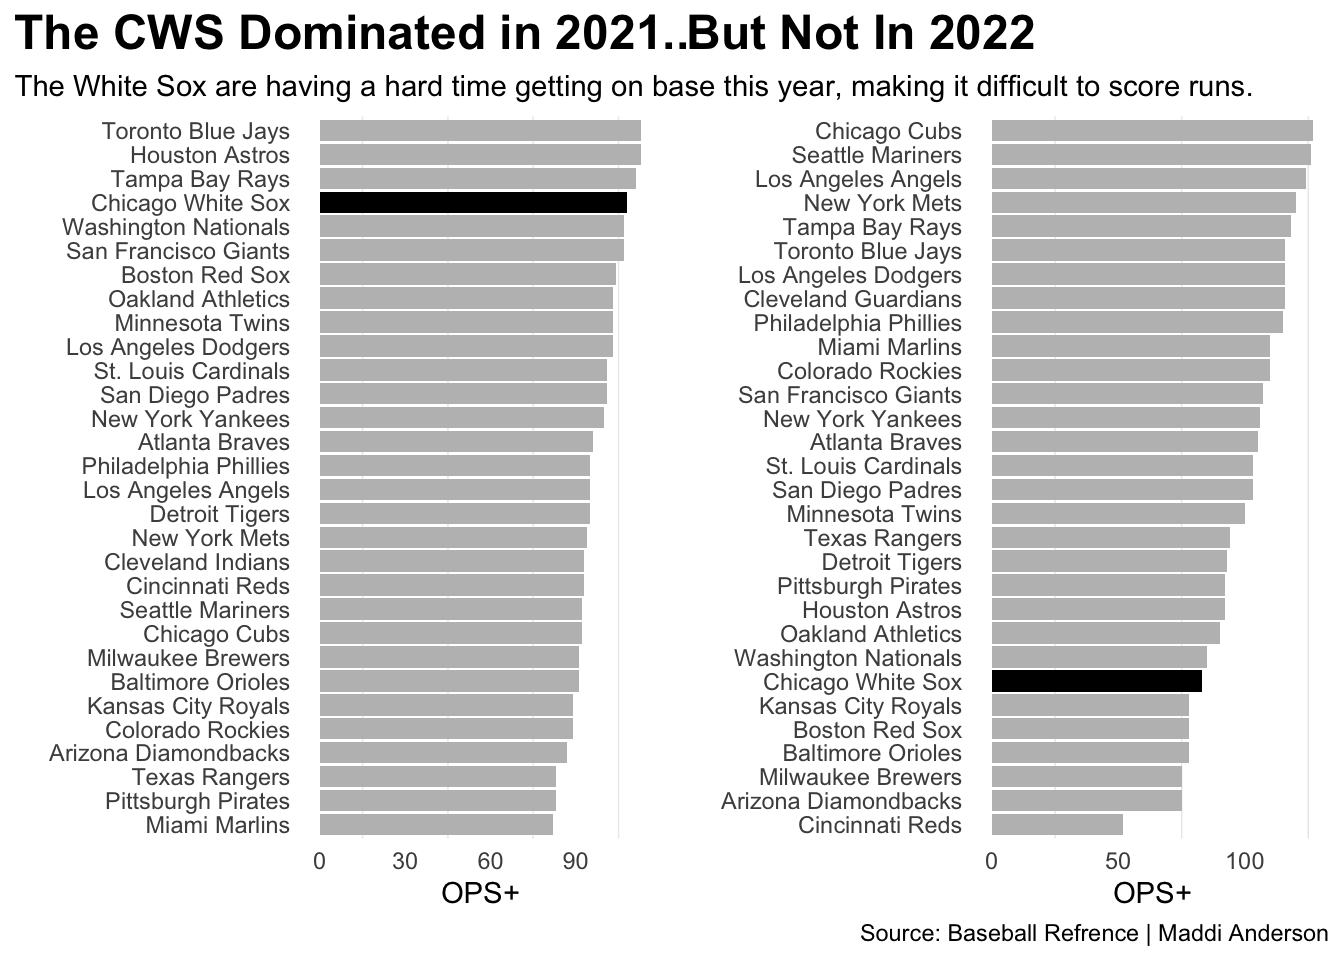 The CWS Dominated in 2021..But Not In 2022
The White Sox are having a hard time getting on base this year, making it difficult to score runs.
Toronto Blue Jays
Houston Astros
Tampa Bay Rays
Chicago White Sox
Washington Nationals
San Francisco Giants
Boston Red Sox
Oakland Athletics
Minnesota Twins
Los Angeles Dodgers
St. Louis Cardinals
San Diego Padres
New York Yankees
Atlanta Braves
Philadelphia Phillies
Los Angeles Angels
Detroit Tigers
New York Mets
Cleveland Indians
Cincinnati Reds
Seattle Mariners
Chicago Cubs
Milwaukee Brewers
Baltimore Orioles
Kansas City Royals
Colorado Rockies
Arizona Diamondbacks
Texas Rangers
Pittsburgh Pirates
Miami Marlins
0 30 60 90
OPS+
Chicago Cubs
Seattle Mariners
Los Angeles Angels
New York Mets
Tampa Bay Rays
Toronto Blue Jays
Los Angeles Dodgers
Cleveland Guardians
Philadelphia Phillies
Miami Marlins
Colorado Rockies
San Francisco Giants
New York Yankees
Atlanta Braves
St. Louis Cardinals
San Diego Padres
Minnesota Twins
Texas Rangers
Detroit Tigers
Pittsburgh Pirates
Houston Astros
Oakland Athletics
Washington Nationals
Chicago White Sox
Kansas City Royals
Boston Red Sox
Baltimore Orioles
Milwaukee Brewers
Arizona Diamondbacks
Cincinnati Reds
0 50 100
OPS+
Source: Baseball Refrence | Maddi Anderson